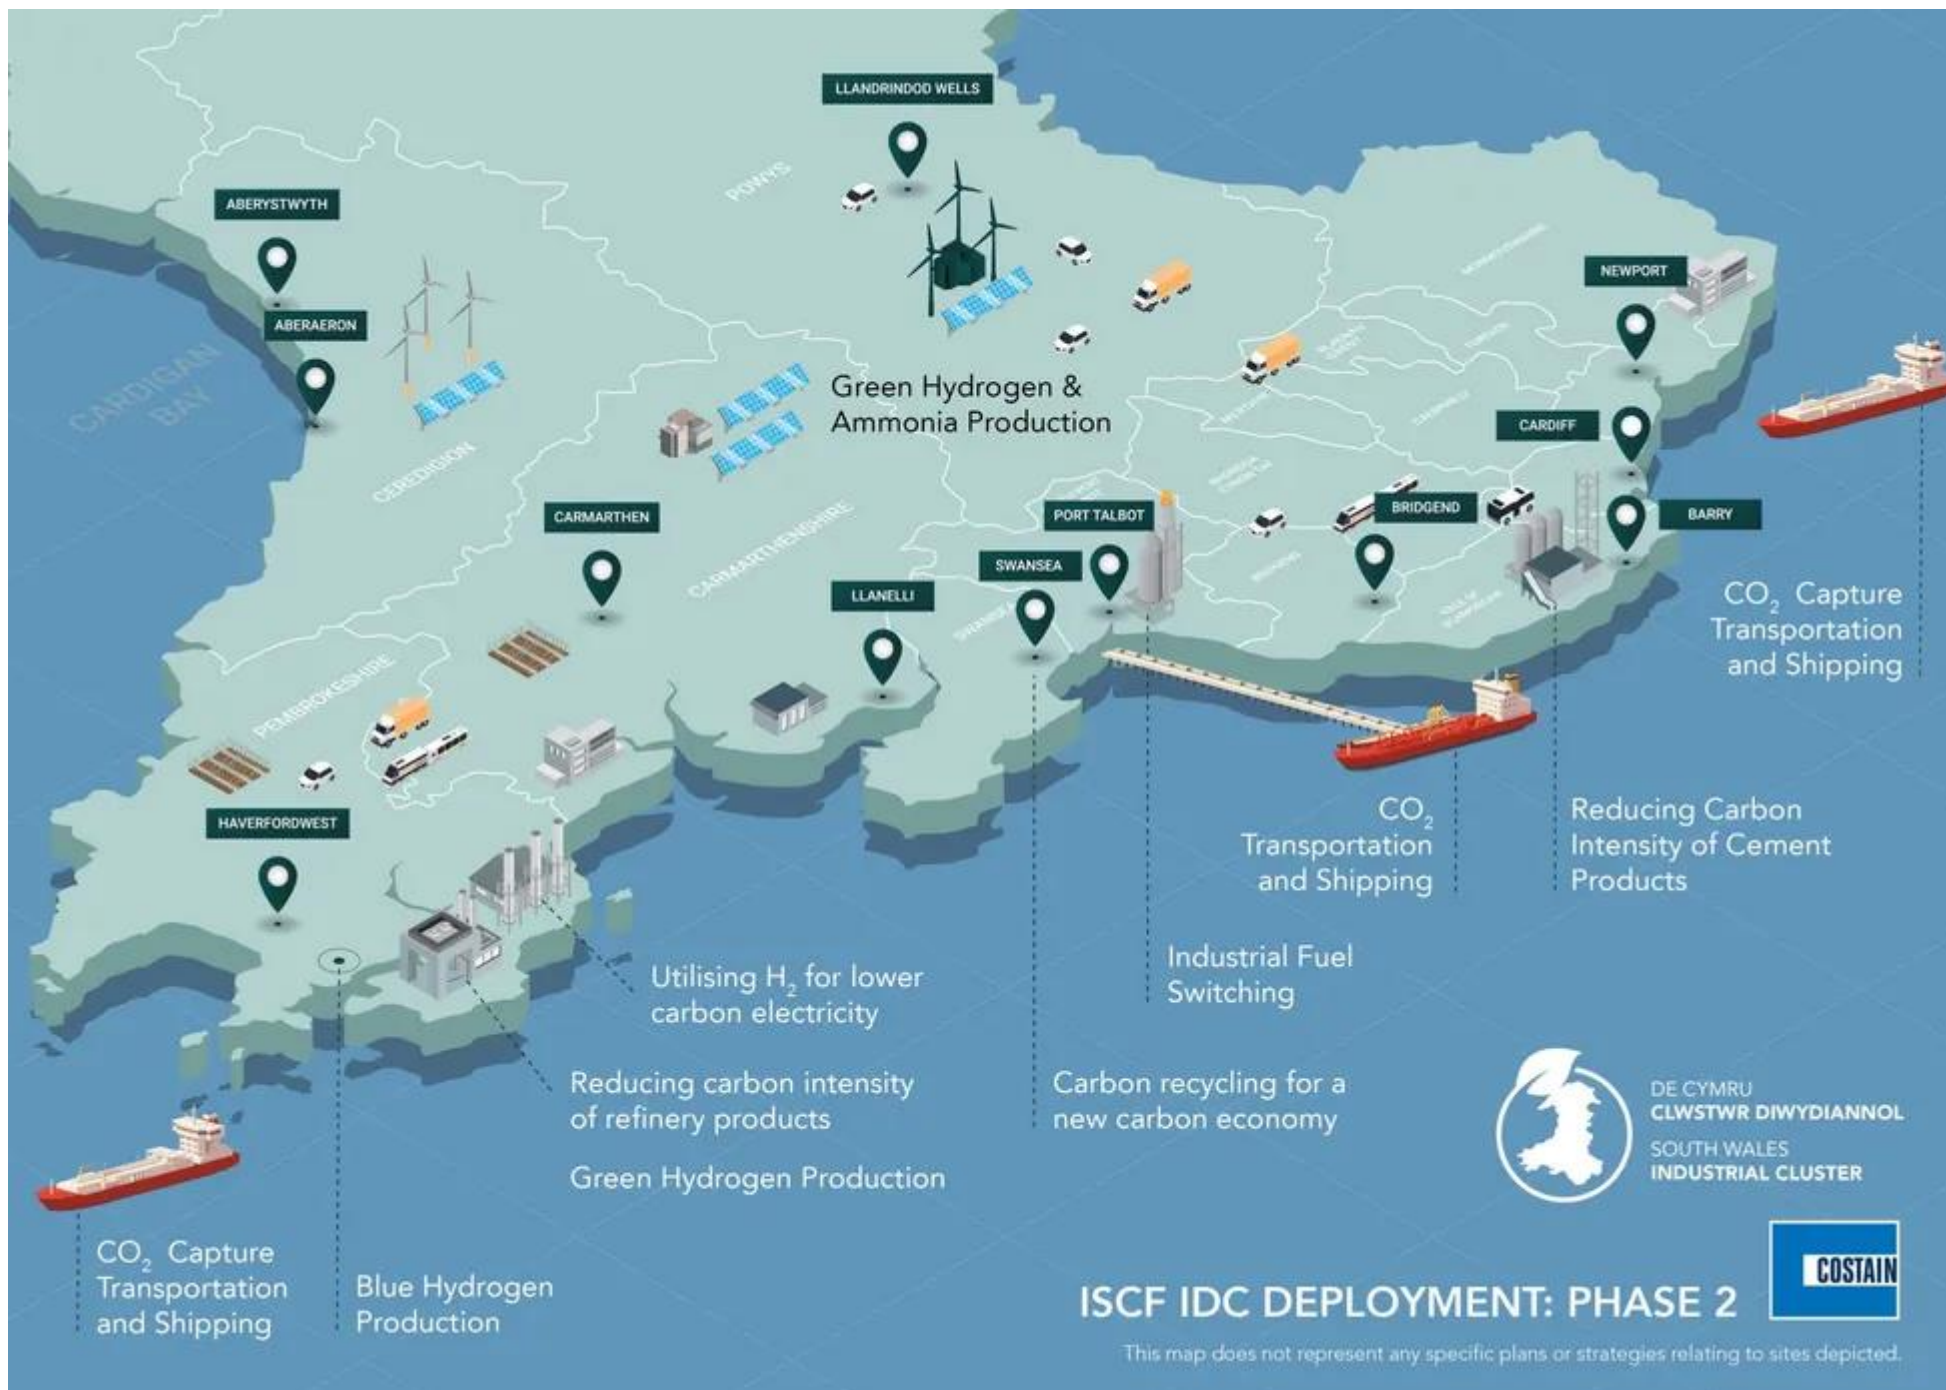 LLANDRINDOD WELLS
POWYS
ABERYSTWYTH
ABERAERON
CARDIGAN
BAY
CEREDIGION
Green Hydrogen &
Ammonia Production
NEWPORT
CARDIFF
BARRY
BRIDGEND
PORT TALBOT
SWANSEA
LLANELLI
CARMARTHEN
CARMARTHENSHIRE
SWANSEA
PEMBROKESHIRE
HAVERFORDWEST
CO₂ Capture
Transportation
and Shipping
CO₂
Transportation
and Shipping
Reducing Carbon
Intensity of Cement
Products
Industrial Fuel
Switching
Utilising H₂ for lower
carbon electricity
Reducing carbon intensity
of refinery products
Green Hydrogen Production
Carbon recycling for a
new carbon economy
CO₂ Capture
Transportation
and Shipping
Blue Hydrogen
Production
DE CYMRU
CLWSTWR DIWYDIANNOL
SOUTH WALES
INDUSTRIAL CLUSTER
COSTAIN
ISCF IDC DEPLOYMENT: PHASE 2
This map does not represent any specific plans or strategies relating to sites depicted.